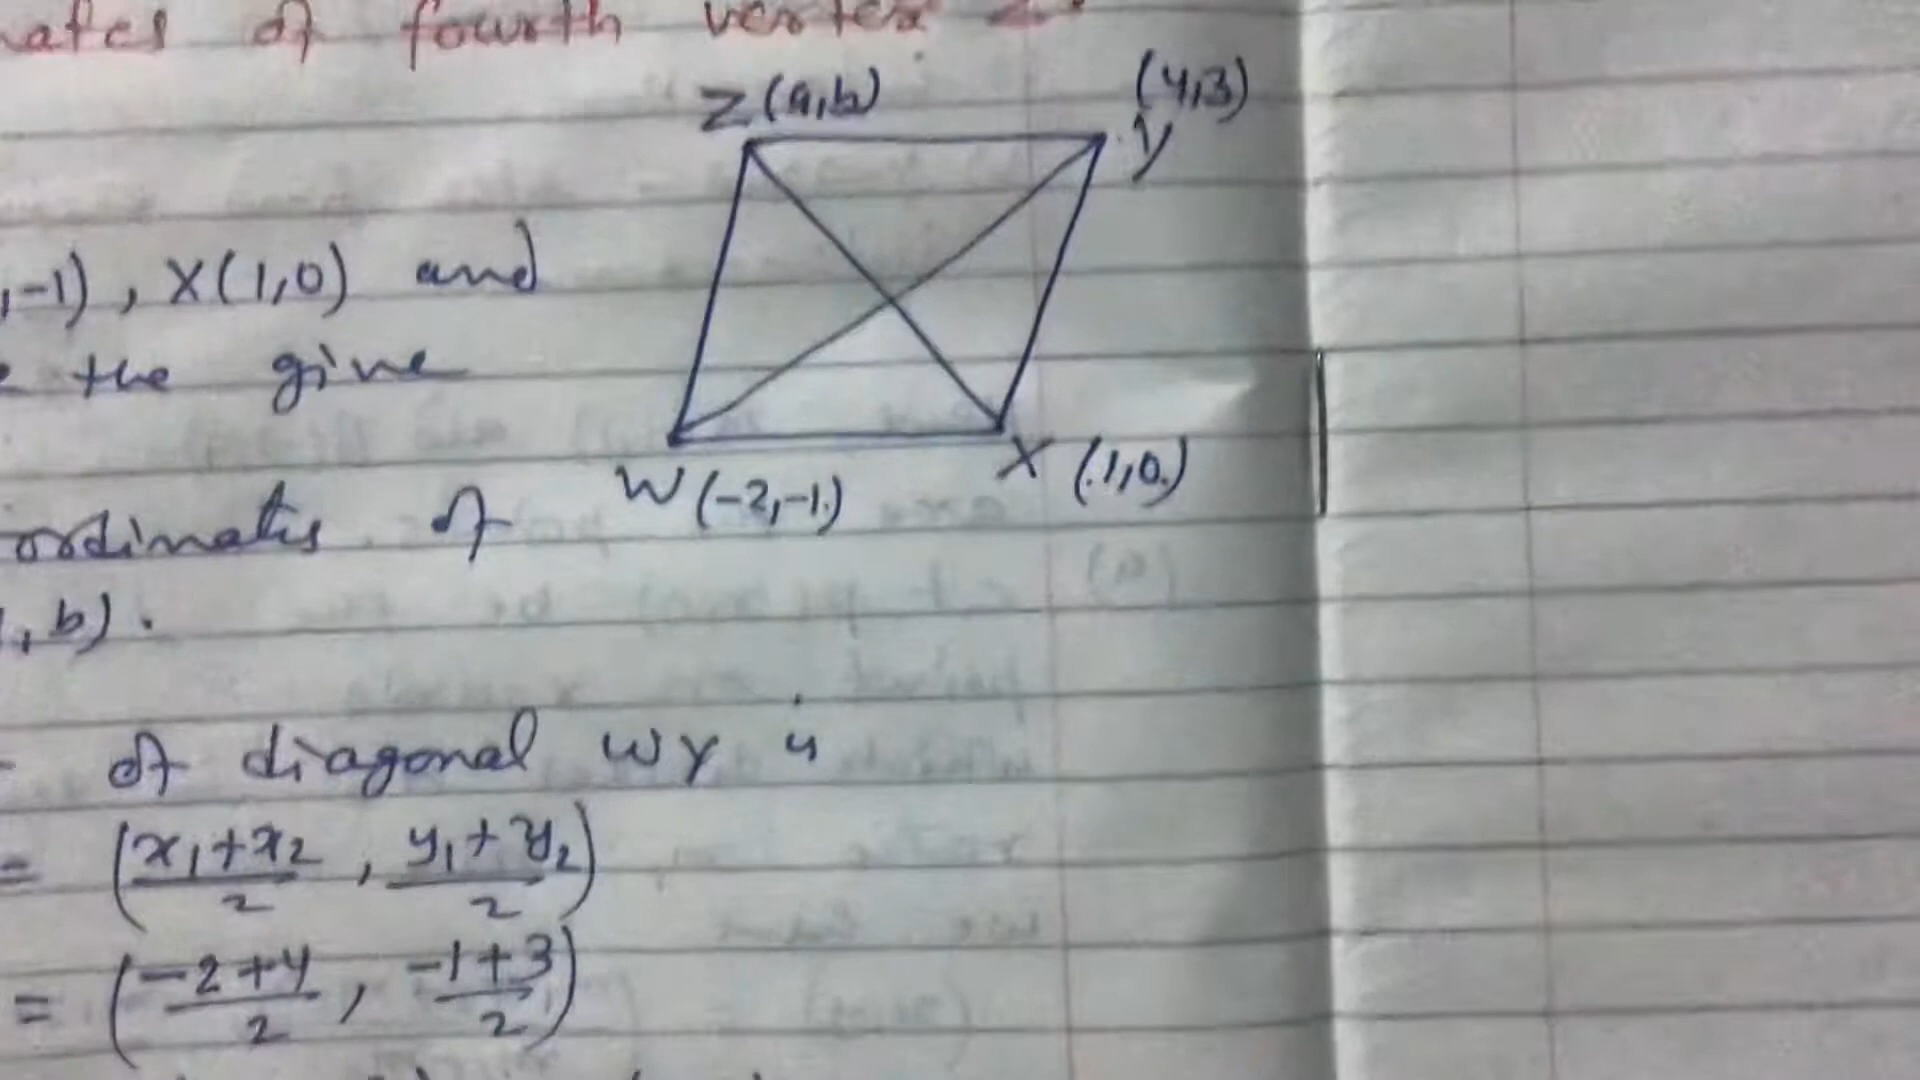 of fourth vertex
Z(a,b)
(4,3)
Y
,-1), X(1,0) and
the give
W(-2,-1)
X (1,0)
ordinates of
, b).
of diagonal WY is
= (x₁+x₂/2 , y₁+y₂/2)
= (-2+4/2 , -1+3/2)